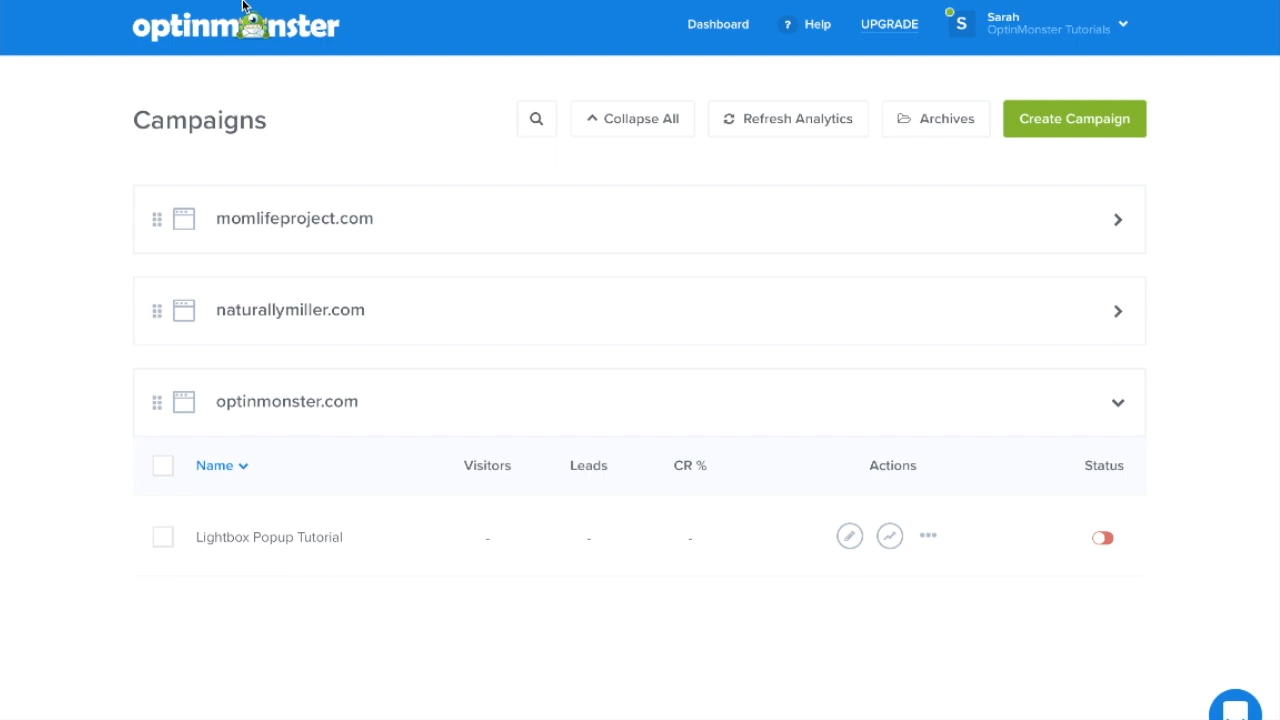 optinmonster
Dashboard
? Help
UPGRADE
S
Sarah
OptinMonster Tutorials
Campaigns
Collapse All
Refresh Analytics
Archives
Create Campaign
momlifeproject.com
naturallymiller.com
optinmonster.com
Name Visitors Leads CR % Actions Status
Lightbox Popup Tutorial - - -